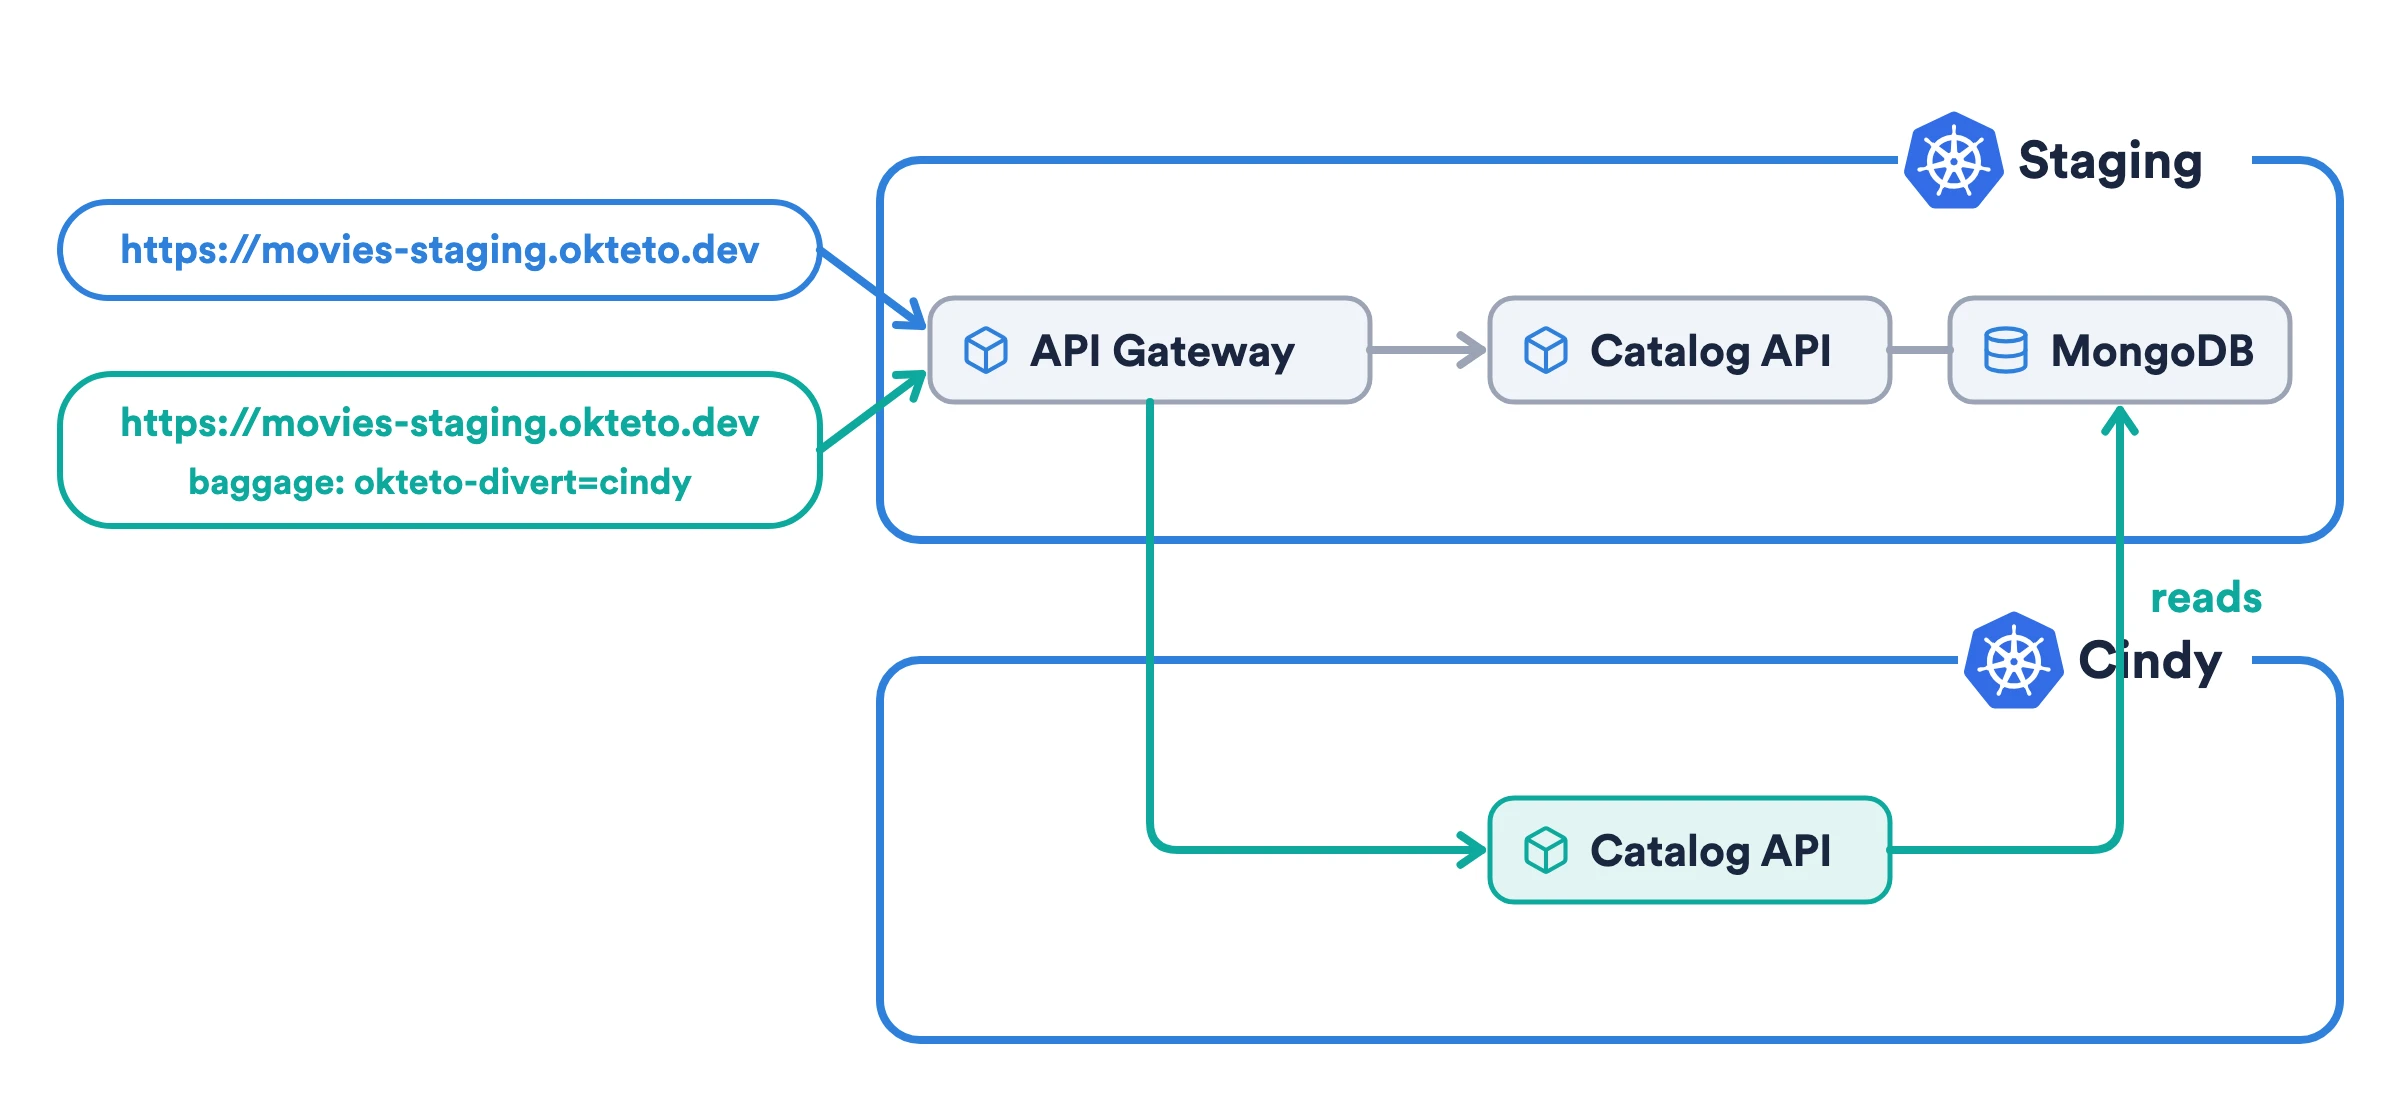 Staging
https://movies-staging.okteto.dev
API Gateway
Catalog API
MongoDB
https://movies-staging.okteto.dev
baggage: okteto-divert=cindy
reads
Cindy
Catalog API